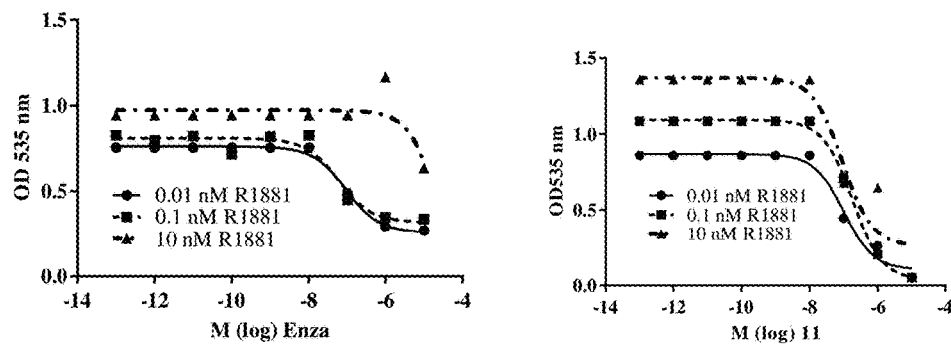 1.5
1.0
0.5
0.0
OD 535 nm
0.01 nM R1881
0.1 nM R1881
10 nM R1881
-14 -12 -10 -8 -6 -4
M (log) Enza
1.5
1.0
0.5
0.0
OD535 nm
0.01 nM R1881
0.1 nM R1881
10 nM R1881
-14 -12 -10 -8 -6 -4
M (log) 11